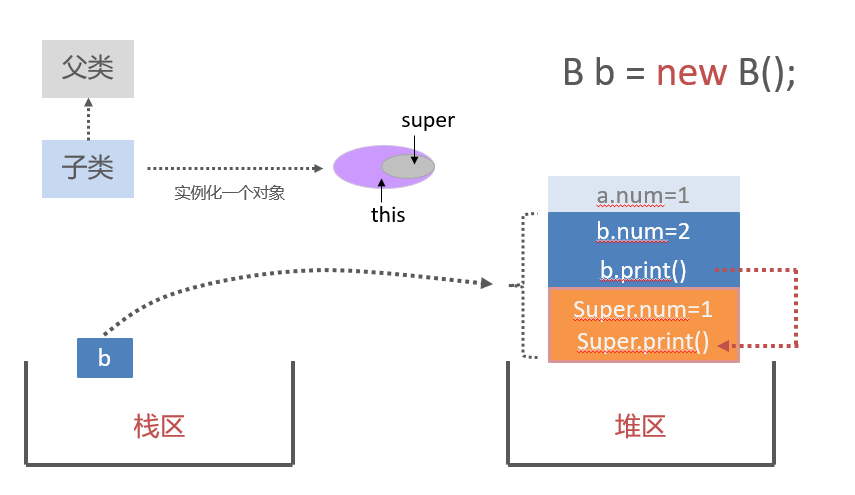 父类
B b = new B();
子类
实例化一个对象
super
this
a.num=1
b.num=2
b.print()
Super.num=1
Super.print()
b
栈区
堆区